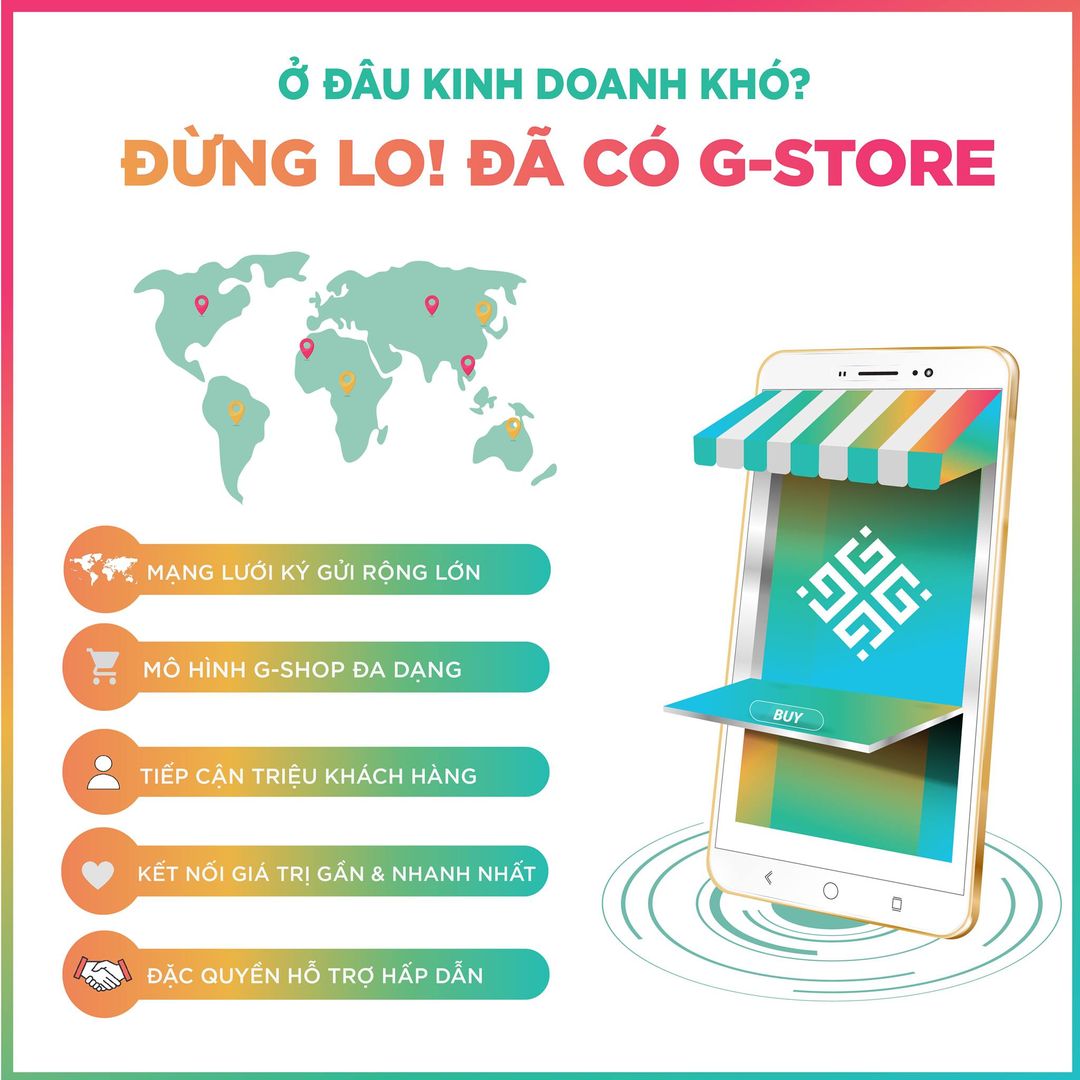 Ở ĐÂU KINH DOANH KHÓ?
ĐỪNG LO! ĐÃ CÓ G-STORE
MẠNG LƯỚI KÝ GỬI RỘNG LỚN
MÔ HÌNH G-SHOP ĐA DẠNG
TIẾP CẬN TRIỆU KHÁCH HÀNG
KẾT NỐI GIÁ TRỊ GẦN & NHANH NHẤT
ĐẶC QUYỀN HỖ TRỢ HẤP DẪN
BUY